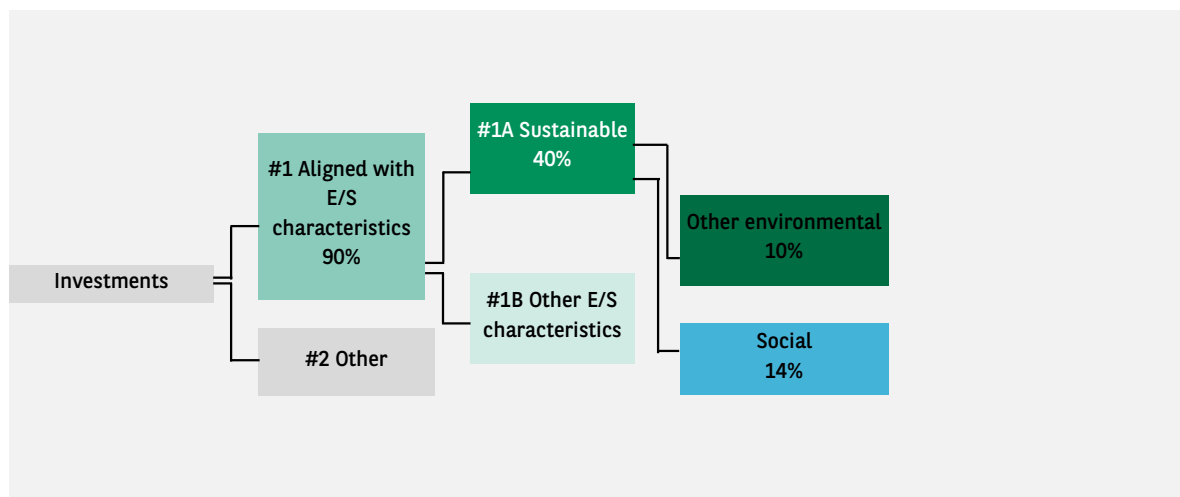 Investments
#1 Aligned with
E/S
characteristics
90%
#2 Other
#1A Sustainable
40%
#1B Other E/S
characteristics
Other environmental
10%
Social
14%